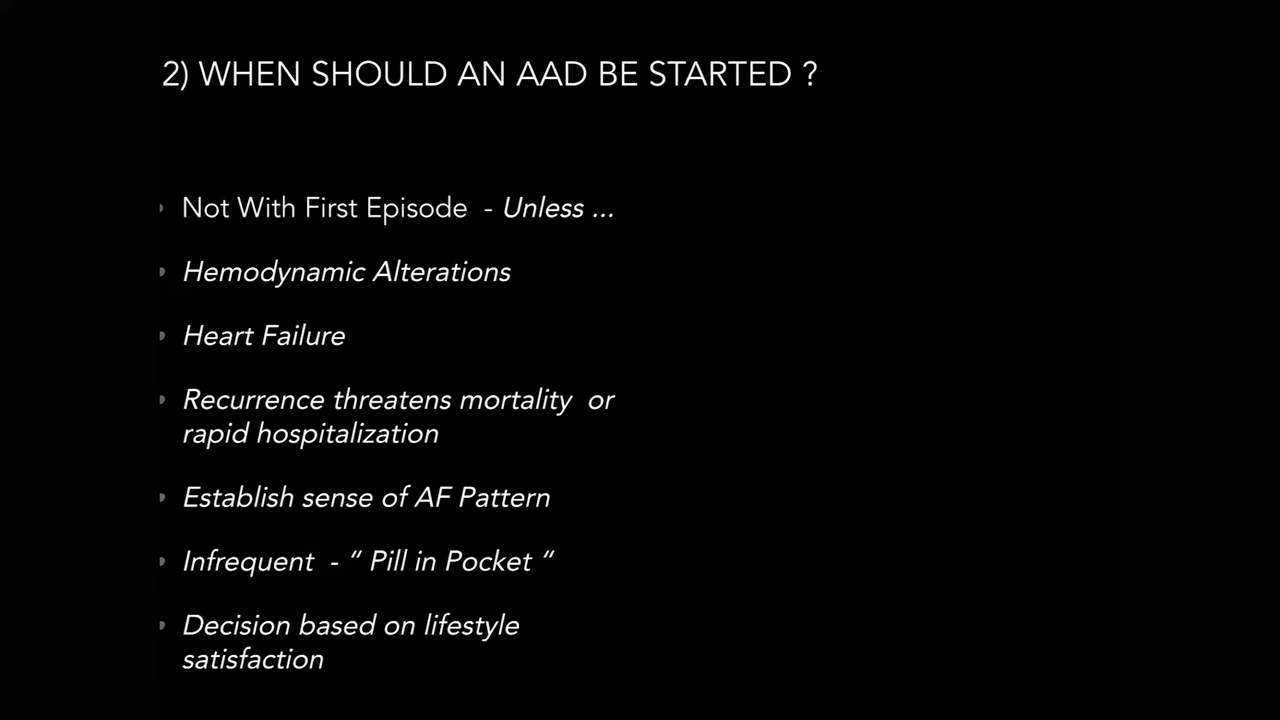 2) WHEN SHOULD AN AAD BE STARTED ?
• Not With First Episode - Unless ...
• Hemodynamic Alterations
• Heart Failure
• Recurrence threatens mortality or
rapid hospitalization
• Establish sense of AF Pattern
• Infrequent - “ Pill in Pocket “
• Decision based on lifestyle
satisfaction